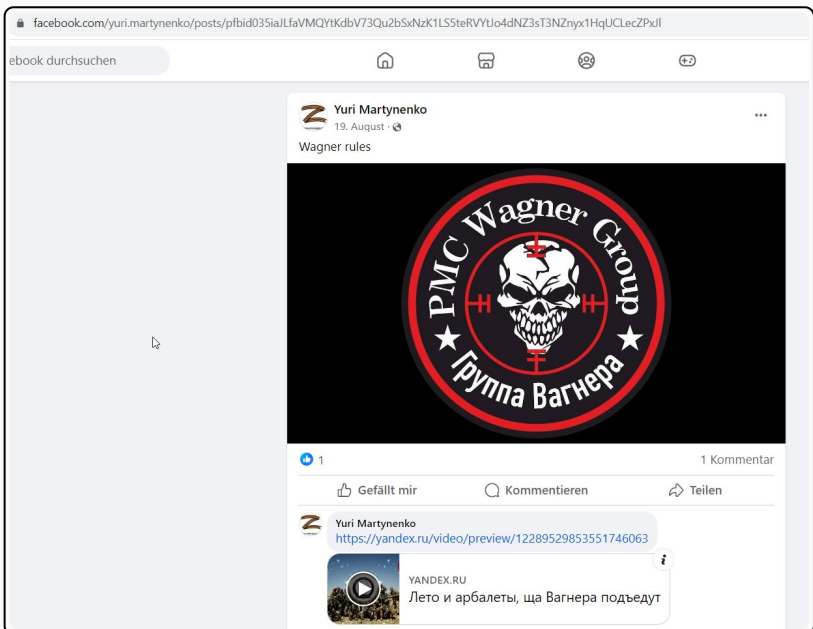 facebook.com/yuri.martynenko/posts/pfbid035iaJLfaVMQYtKdbV73Qu2bSxNzK1LS5teRVYtJo4dNZ3sT3NZnyx1HqUCLecZPxJl
ebook durchsuchen
Yuri Martynenko
19. August ·
Wagner rules
PMC Wagner Group
Группа Вагнера
1
1 Kommentar
Gefällt mir
Kommentieren
Teilen
Yuri Martynenko
https://yandex.ru/video/preview/12289529853551746063
YANDEX.RU
Лето и арбалеты, ща Вагнера подъедут